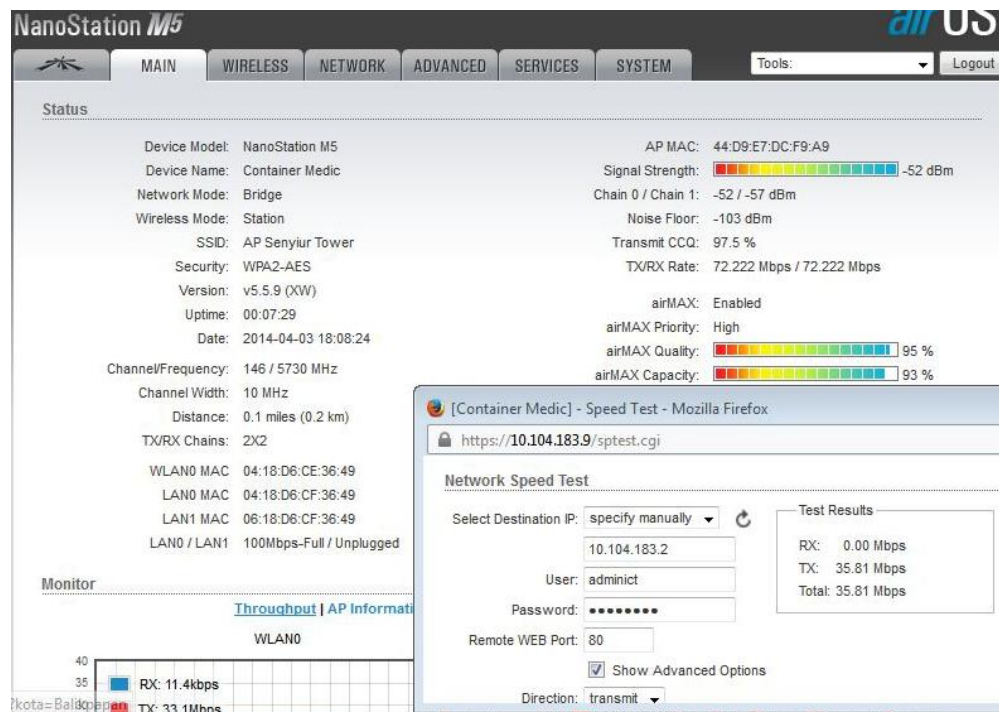 NanoStation M5
air OS
MAIN WIRELESS NETWORK ADVANCED SERVICES SYSTEM Tools: Logout
Status
Device Model: NanoStation M5
Device Name: Container Medic
Network Mode: Bridge
Wireless Mode: Station
SSID: AP Senyiur Tower
Security: WPA2-AES
Version: v5.5.9 (XW)
Uptime: 00:07:29
Date: 2014-04-03 18:08:24
Channel/Frequency: 146 / 5730 MHz
Channel Width: 10 MHz
Distance: 0.1 miles (0.2 km)
TX/RX Chains: 2X2
WLAN0 MAC 04:18:D6:CE:36:49
LAN0 MAC 04:18:D6:CF:36:49
LAN1 MAC 06:18:D6:CF:36:49
LAN0 / LAN1 100Mbps-Full / Unplugged
AP MAC: 44:D9:E7:DC:F9:A9
Signal Strength: -52 dBm
Chain 0 / Chain 1: -52 / -57 dBm
Noise Floor: -103 dBm
Transmit CCQ: 97.5 %
TX/RX Rate: 72.222 Mbps / 72.222 Mbps
airMAX: Enabled
airMAX Priority: High
airMAX Quality: 95 %
airMAX Capacity: 93 %
Monitor
Throughput | AP Informati
WLAN0
40
35
RX: 11.4kbps
TX: 33.1Mbps
?kota=Balikpapan
[Container Medic] - Speed Test - Mozilla Firefox
https://10.104.183.9/sptest.cgi
Network Speed Test
Select Destination IP: specify manually
10.104.183.2
User: adminict
Password: ••••••••
Remote WEB Port: 80
Show Advanced Options
Direction: transmit
Test Results
RX: 0.00 Mbps
TX: 35.81 Mbps
Total: 35.81 Mbps